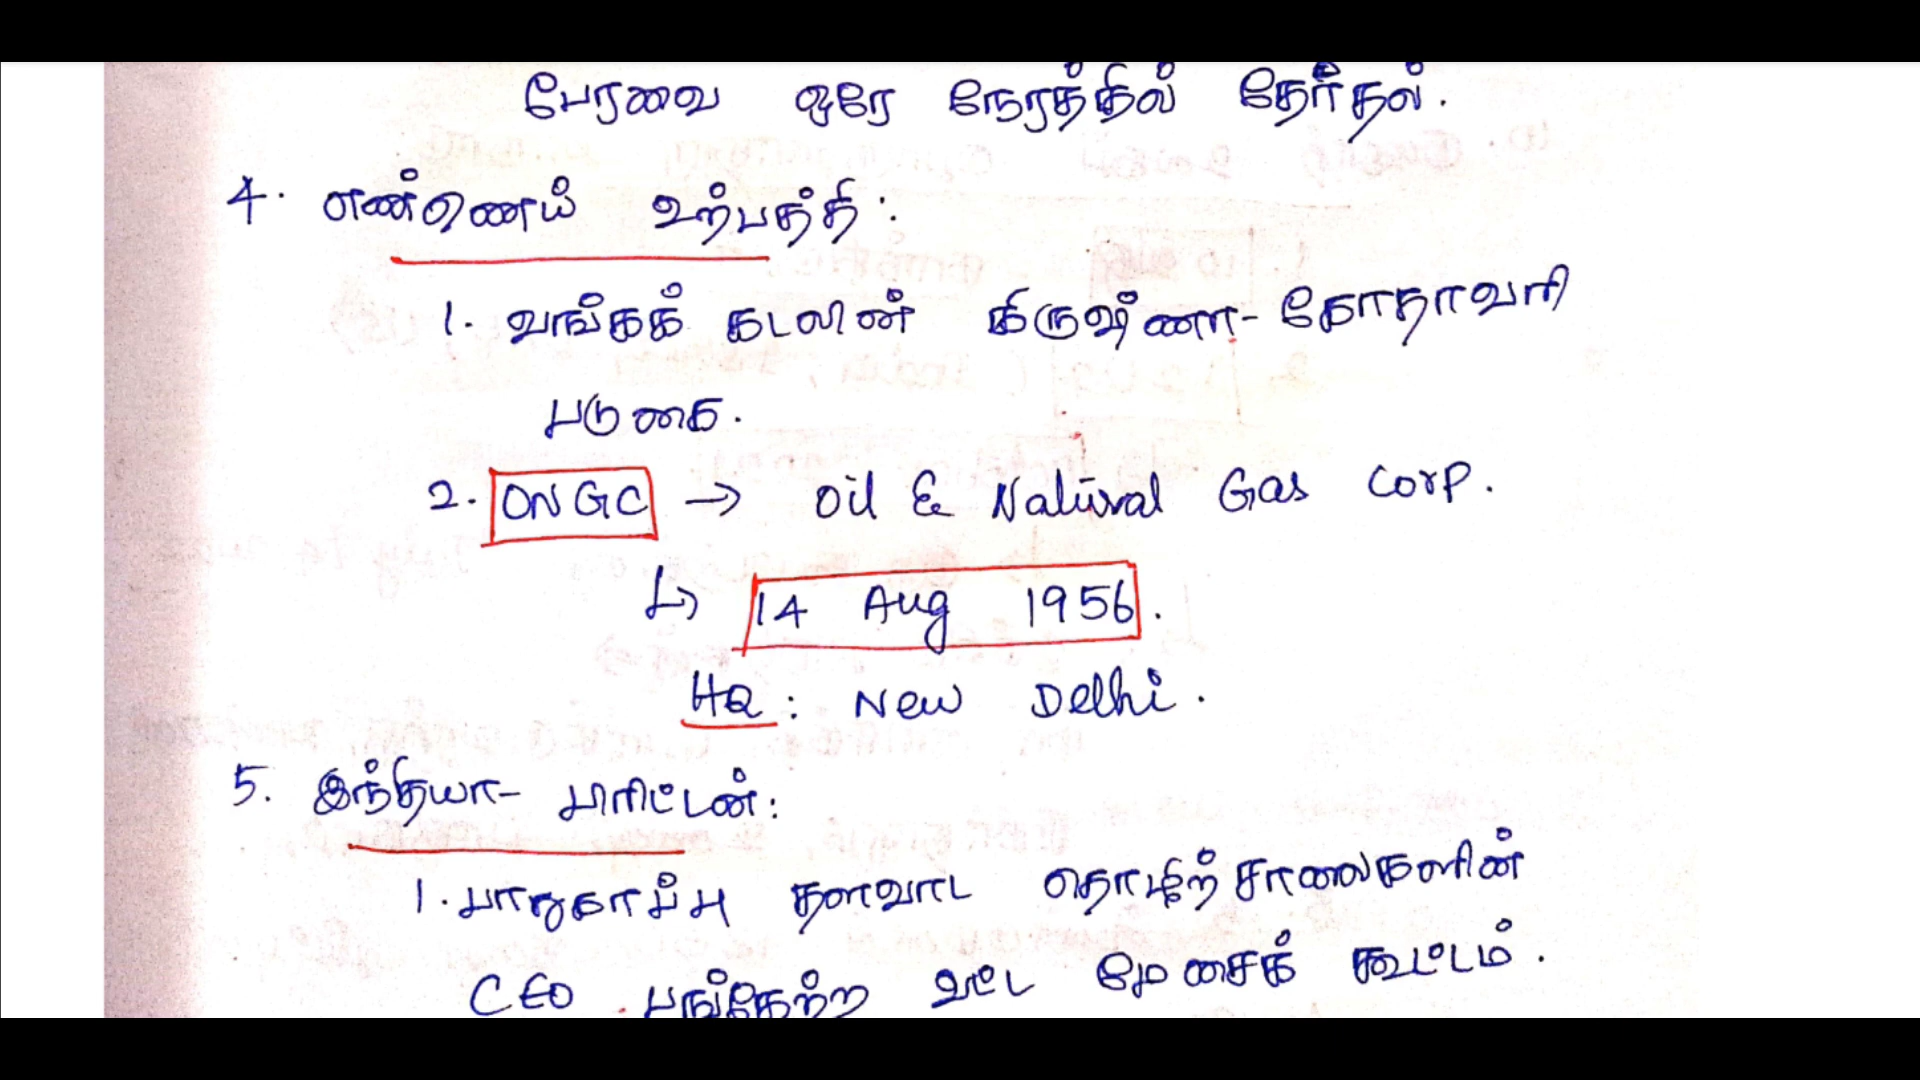 பேரவை ஒரே நேரத்தில் தேர்தல்.
4. எண்ணெய் உற்பத்தி :
1. வங்கக் கடலின் கிருஷ்ணா- கோதாவரி
படுகை.
2. ONGC → Oil & Natural Gas Corp.
↳ 14 Aug 1956.
HQ : New Delhi.
5. இந்தியா- பிரிட்டன்:
1. பாதுகாப்பு தளவாட தொழிற்சாலைகளின்
CEO பங்கேற்ற வட்ட மேசைக் கூட்டம்.